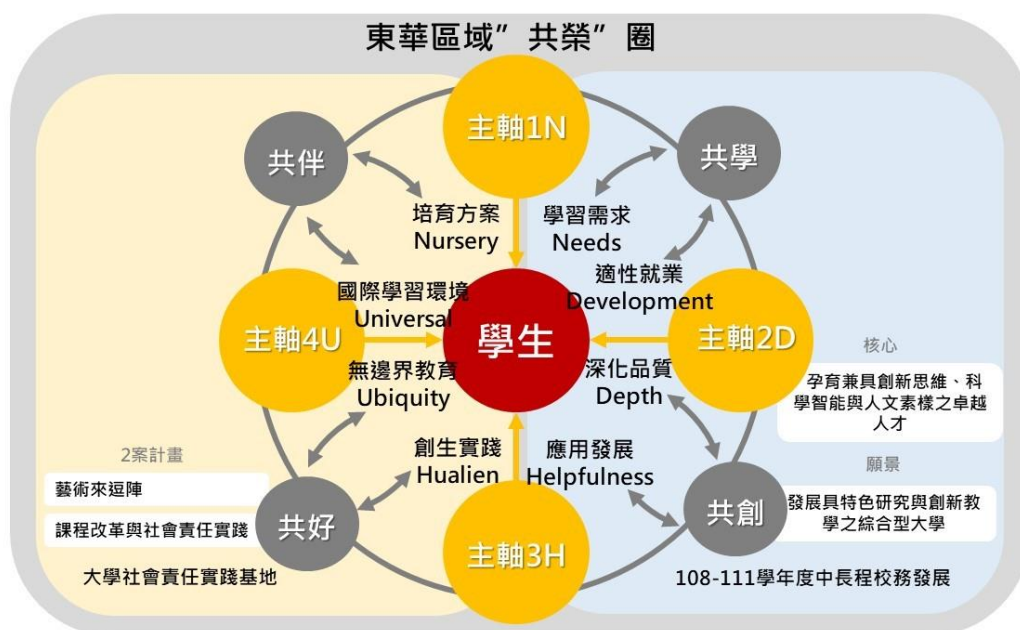 東華區域”共榮”圈
主軸1N
共伴
共學
培育方案
Nursery
學習需求
Needs
國際學習環境
Universal
適性就業
Development
主軸4U
學生
主軸2D
無邊界教育
Ubiquity
深化品質
Depth
創生實踐
Hualien
應用發展
Helpfulness
核心
孕育兼具創新思維、科
學智能與人文素樣之卓越
人才
2案計畫
藝術來逗陣
課程改革與社會責任實踐
大學社會責任實踐基地
共好
主軸3H
共創
願景
發展具特色研究與創新教
學之綜合型大學
108-111學年度中長程校務發展